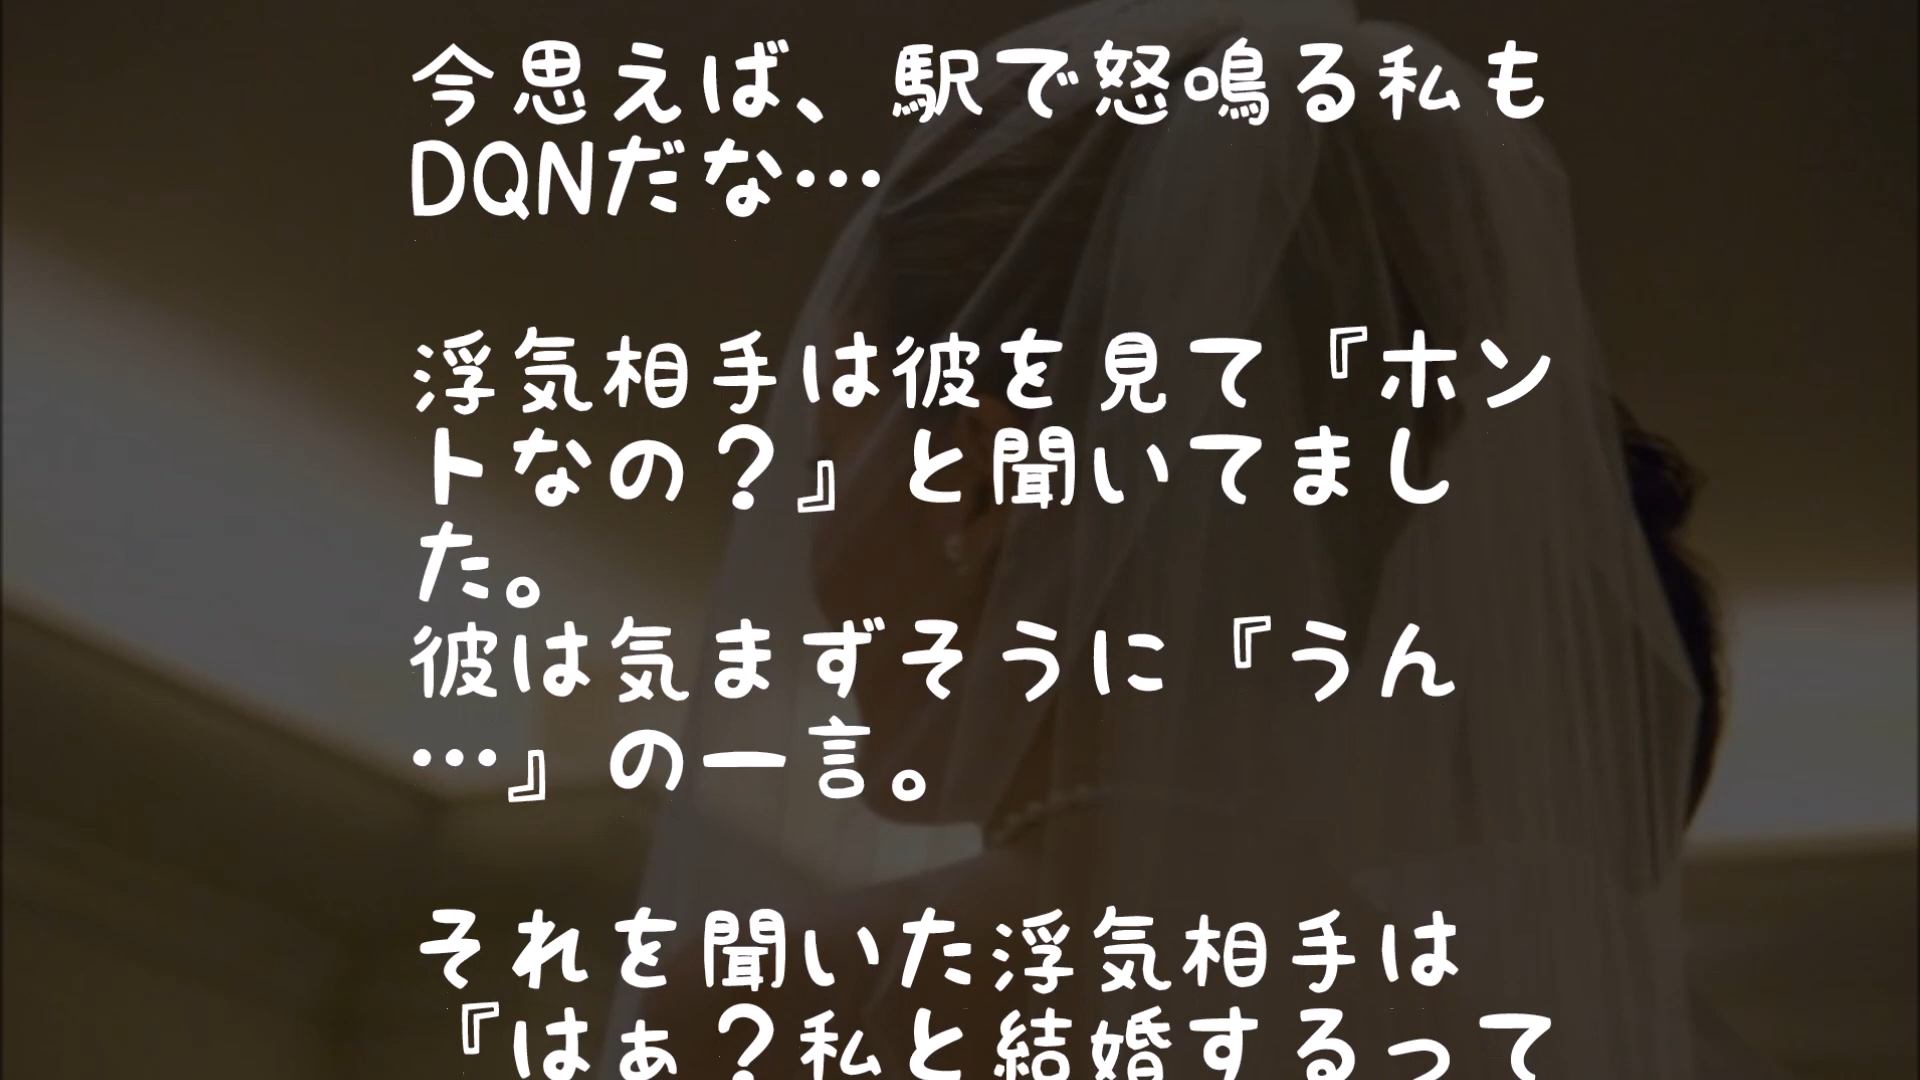 今思えば、駅で怒鳴る私も
DQNだな…
浮気相手は彼を見て『ホン
トなの？』と聞いてまし
た。
彼は気まずそうに『うん
…』の一言。
それを聞いた浮気相手は
『はぁ？私と結婚するって